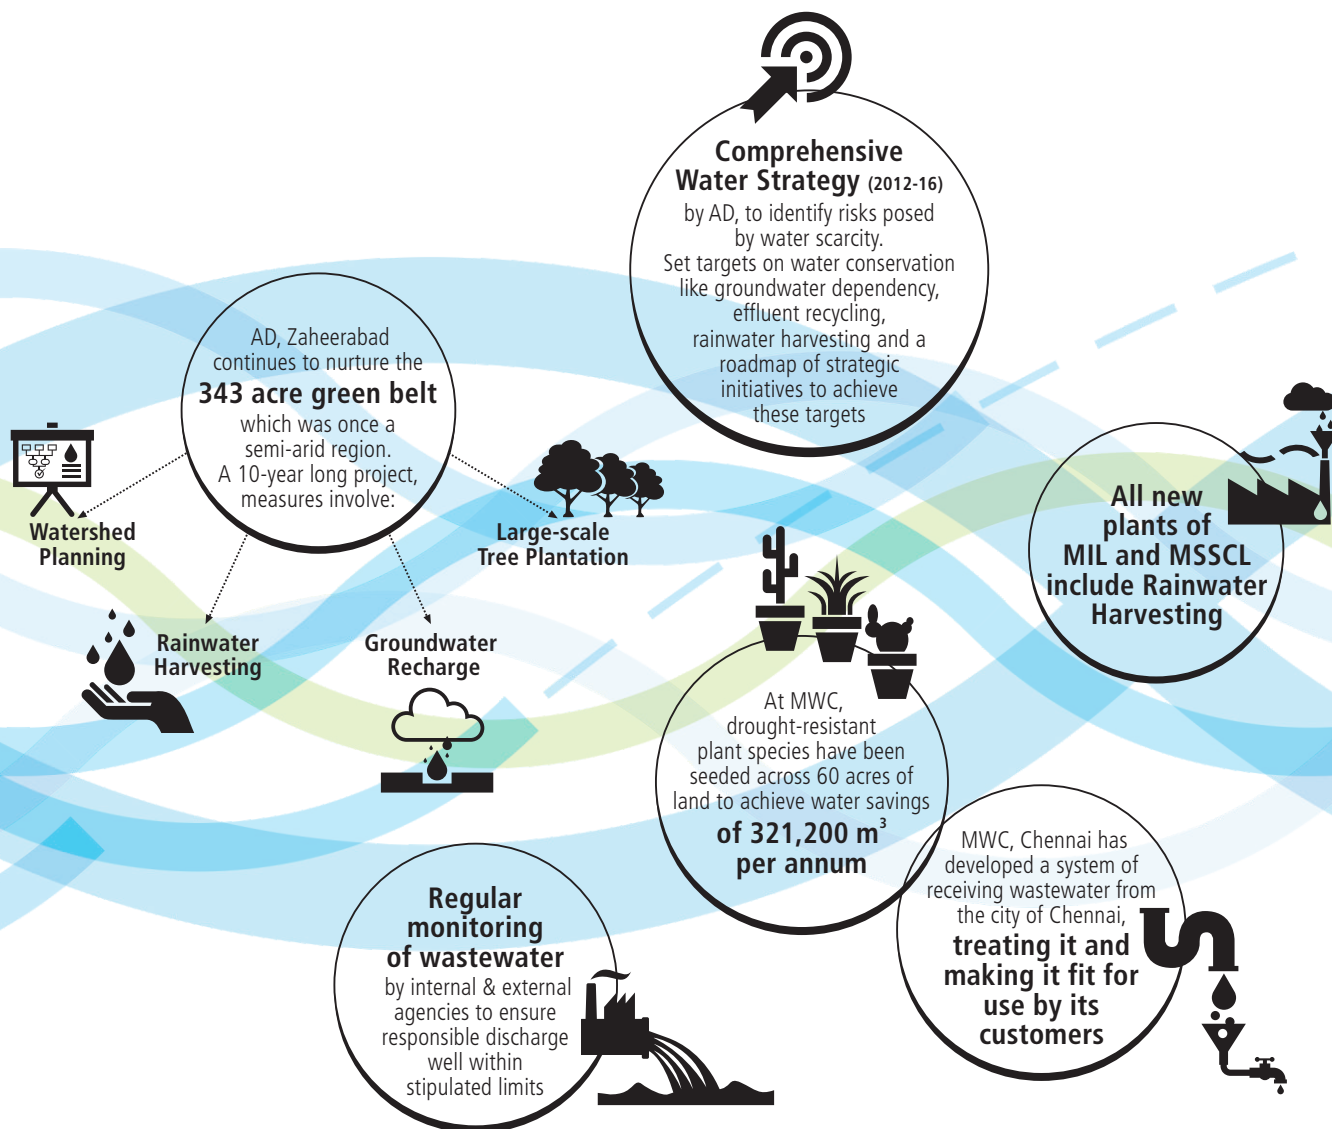 Comprehensive
Water Strategy (2012-16)
by AD, to identify risks posed
by water scarcity.
Set targets on water conservation
like groundwater dependency,
effluent recycling,
rainwater harvesting and a
roadmap of strategic
initiatives to achieve
these targets
AD, Zaheerabad
continues to nurture the
343 acre green belt
which was once a
semi-arid region.
A 10-year long project,
measures involve:
Watershed
Planning
Rainwater
Harvesting
Groundwater
Recharge
Large-scale
Tree Plantation
All new
plants of
MIL and MSSCL
include Rainwater
Harvesting
At MWC,
drought-resistant
plant species have been
seeded across 60 acres of
land to achieve water savings
of 321,200 m³
per annum
MWC, Chennai has
developed a system of
receiving wastewater from
the city of Chennai,
treating it and
making it fit for
use by its
customers
Regular
monitoring
of wastewater
by internal & external
agencies to ensure
responsible discharge
well within
stipulated limits